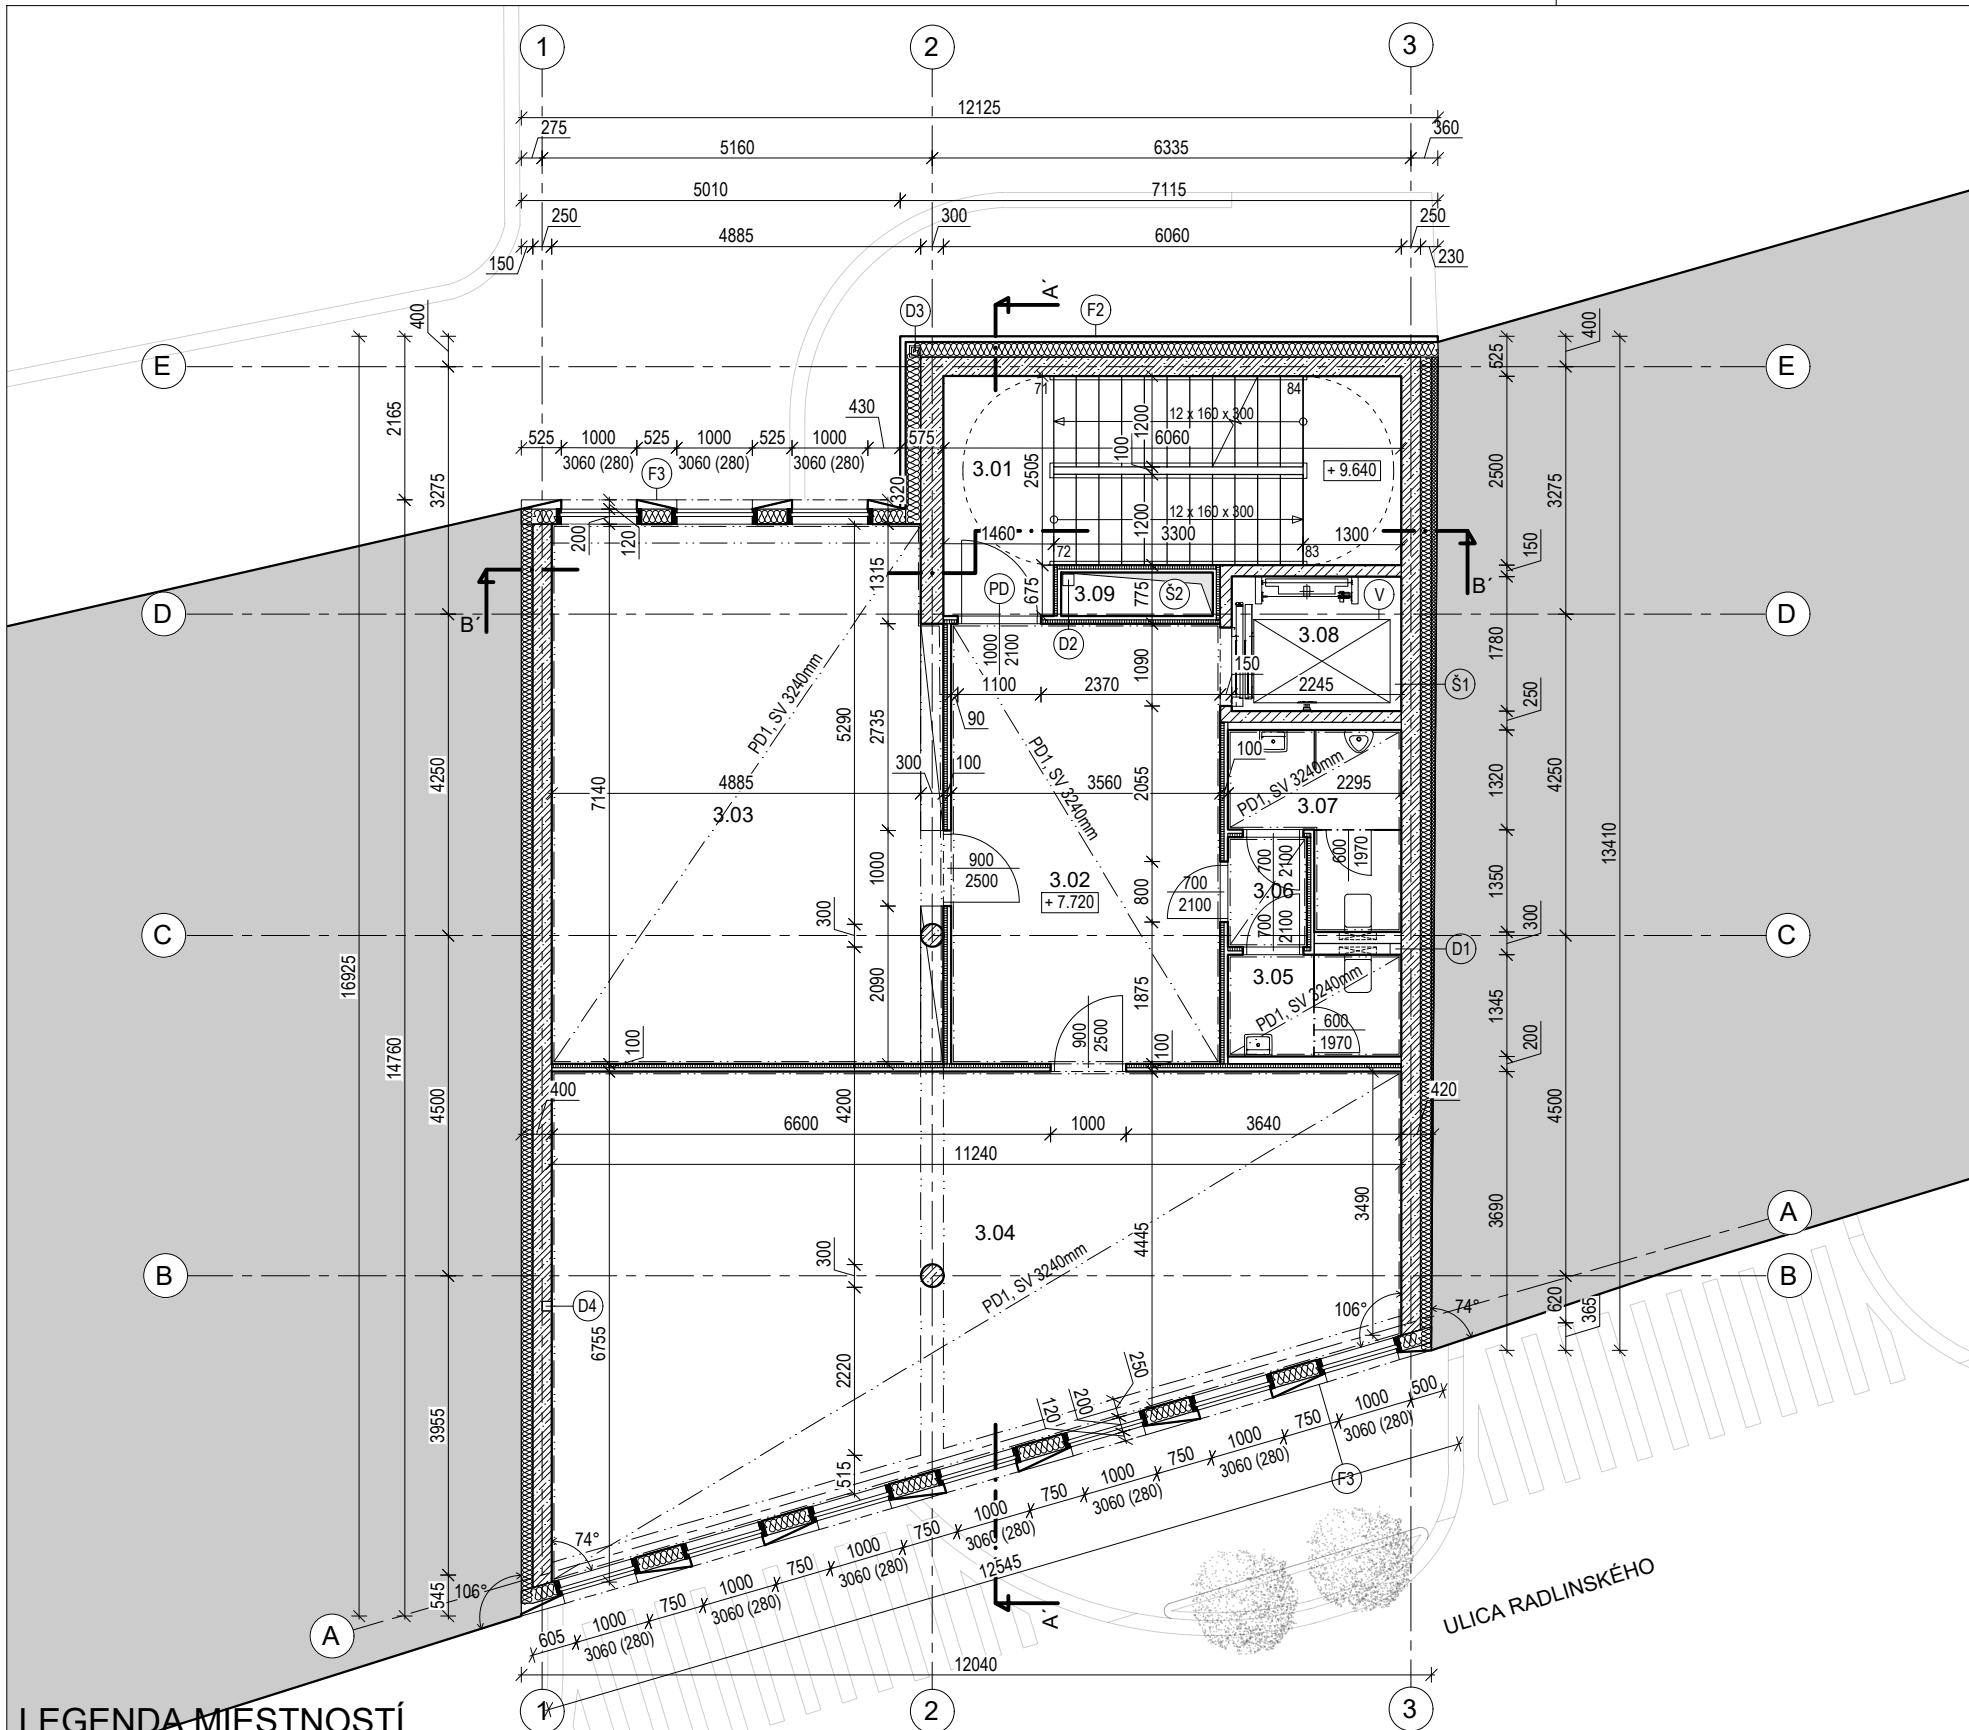 1 2 3
12125
275 360
5160 6335
5010 7115
250 300 250
4885 6060
150 230
A´
D3 F2
400 400
E E
525
71 84
12 x 160 x 300
1200
2165
430
525 1000 525 1000 525 1000 575 6060
3060 (280) 3060 (280) 3060 (280)
100
F3
3.01 2505 + 9.640
2500
3275 3275
320
12 x 160 x 300
1200
200 120
1460 3300 1300
72 83
150
1315
B´ B´
PD 675 3.09 775 Š2 V
D D
3.08
D2
1000
2100
1780
1090
150
1100 2370 2245 Š1
PD1, SV 3240mm
5290 2735
90
250
PD1, SV 3240mm
300 100 100
4250 4250
7140 4885 3560 2055 2295 1320
PD1, SV 3240mm
3.03 3.07
13410
900
2500
1000
3.02
+ 7.720
700
2100
800
700
2100
600
1970
3.06
1350
300
700
2100
300
C C
D1
16925
2090
1875
3.05
PD1, SV 3240mm
1345
14760
100
900
2500
100
600
1970
200
400 420
4500 4200 4500
6600 1000 3640
11240
3490
3690
3.04
4445
A
300
PD1, SV 3240mm
B B
D4
620
106° 74°
365
6755
2220
250
200
120
3955
515
500
1000
3060 (280)
750
1000
3060 (280)
750
1000
3060 (280)
750
1000
3060 (280)
750
1000
3060 (280)
750
1000
3060 (280)
750
1000
3060 (280)
605
F3
74°
106°
545
12545
A
A´
ULICA RADLINSKÉHO
12040
LEGENDA MIESTNOSTÍ
1 2 3